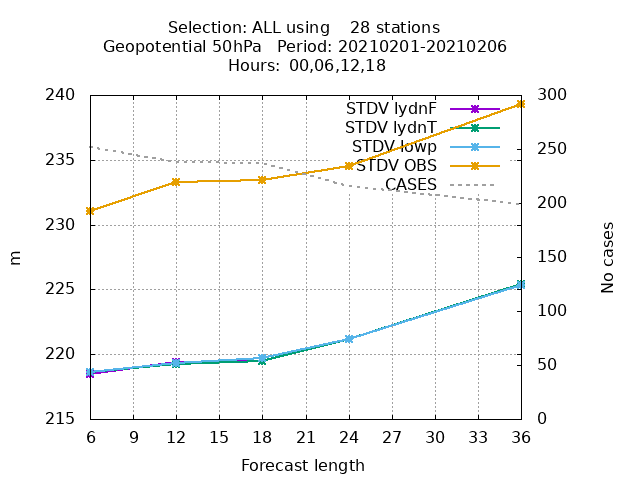 Selection: ALL using 28 stations
Geopotential 50hPa Period: 20210201-20210206
Hours: 00,06,12,18
240
235
230
225
220
215
m
300
250
200
150
100
50
0
No cases
STDV lydnF
STDV lydnT
STDV lowp
STDV OBS
CASES
6 9 12 15 18 21 24 27 30 33 36
Forecast length